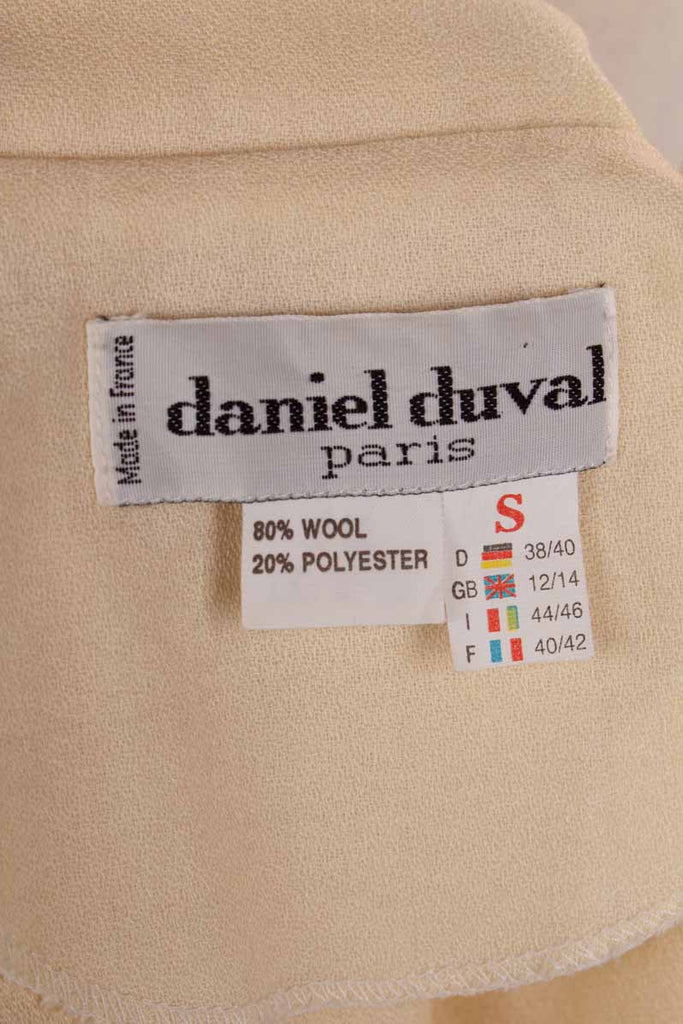 Made in france
daniel duval
paris
80% WOOL
20% POLYESTER
S
D 38/40
GB 12/14
I 44/46
F 40/42